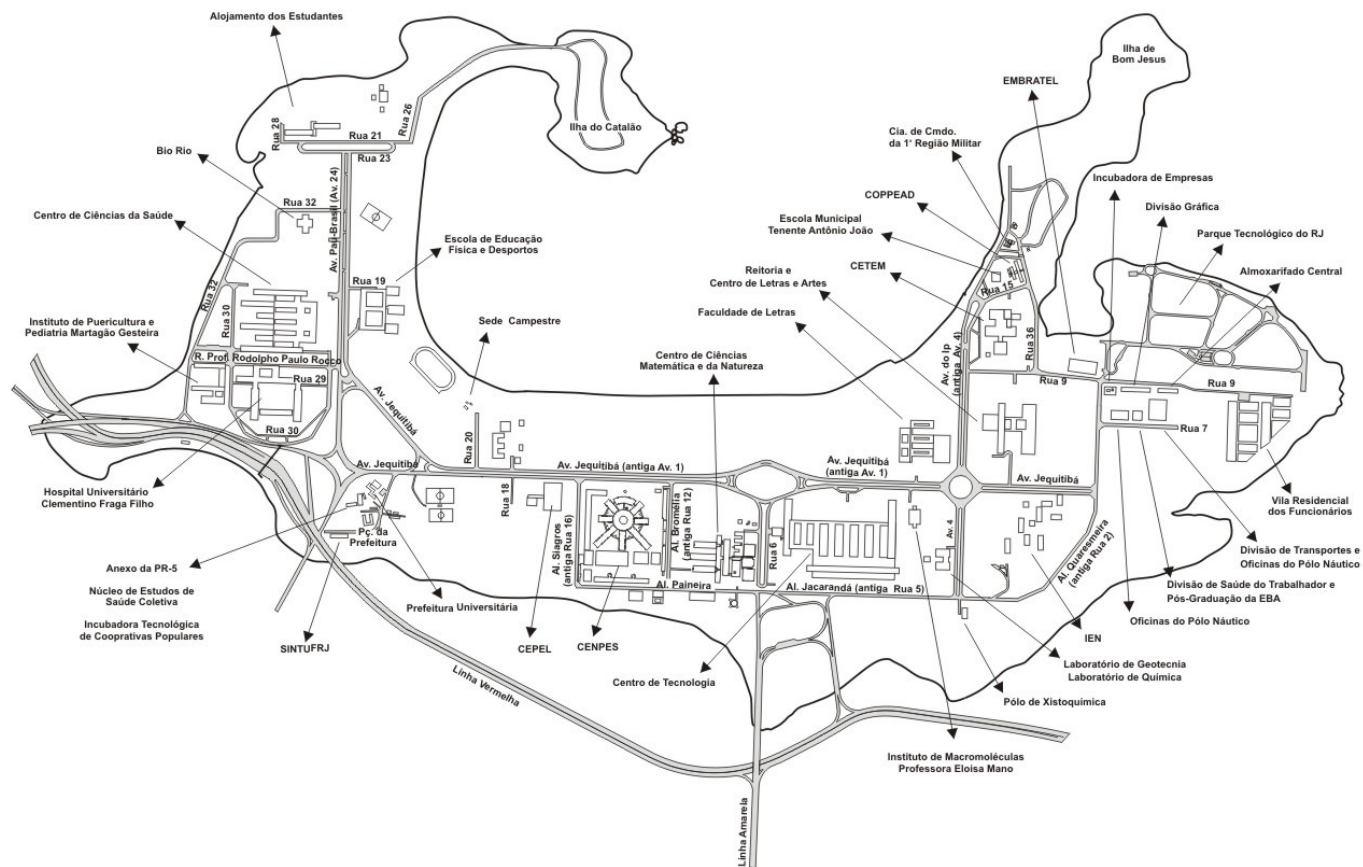 Alojamento dos Estudantes
Ilha de
Bom Jesus
EMBRATEL
Rua 26
Ilha do Catalão
Rua 28
Rua 21
Rua 23
Cia. de Cmdo.
da 1ª Região Militar
Bio Rio
Incubadora de Empresas
COPPEAD
Divisão Gráfica
Rua 32
Av. Pau-Brasil (Av. 24)
Centro de Ciências da Saúde
Escola Municipal
Tenente Antônio João
Parque Tecnológico do RJ
Escola de Educação
Física e Desportos
CETEM
Almoxarifado Central
Reitoria e
Centro de Letras e Artes
Rua 19
Rua 15
Rua 32
Rua 30
Faculdade de Letras
Instituto de Puericultura e
Pediatria Martagão Gesteira
Sede Campestre
Rua 36
R. Prof. Rodolpho Paulo Rocco
Centro de Ciências
Matemática e da Natureza
Av. do Ip
(antiga Av. 4)
Rua 29
Rua 9
Rua 9
Av. Jequitibá
Rua 30
Rua 20
Rua 7
Av. Jequitibá
Av. Jequitibá (antiga Av. 1)
Av. Jequitibá
(antiga Av. 1)
Av. Jequitibá
Hospital Universitário
Clementino Fraga Filho
Rua 18
Vila Residencial
dos Funcionários
Al. Siagros
(antiga Rua 16)
Al. Bromélia
(antiga Rua 12)
Rua 6
Av. 4
Al. Quaresmeira
(antiga Rua 2)
Pç. da
Prefeitura
Divisão de Transportes e
Oficinas do Pólo Náutico
Anexo da PR-5
Al. Paineira
Al. Jacarandá (antiga Rua 5)
Divisão de Saúde do Trabalhador e
Pós-Graduação da EBA
Núcleo de Estudos de
Saúde Coletiva
Prefeitura Universitária
Oficinas do Pólo Náutico
Incubadora Tecnológica
de Cooprativas Populares
SINTUFRJ
CEPEL
CENPES
IEN
Linha Vermelha
Laboratório de Geotecnia
Laboratório de Química
Centro de Tecnologia
Pólo de Xistoquímica
Instituto de Macromoléculas
Professora Eloisa Mano
Linha Amarela